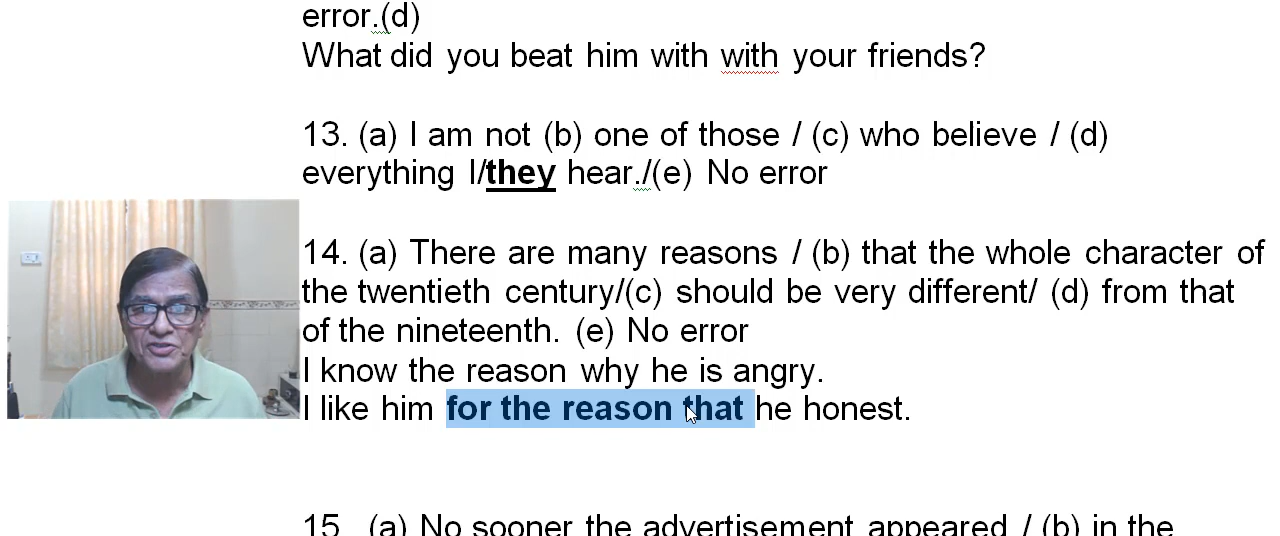 error.(d)
What did you beat him with with your friends?
13. (a) I am not (b) one of those / (c) who believe / (d)
everything I/they hear./(e) No error
14. (a) There are many reasons / (b) that the whole character of
the twentieth century/(c) should be very different/ (d) from that
of the nineteenth. (e) No error
I know the reason why he is angry.
I like him for the reason that he honest.
15. (a) No sooner the advertisement appeared / (b) in the